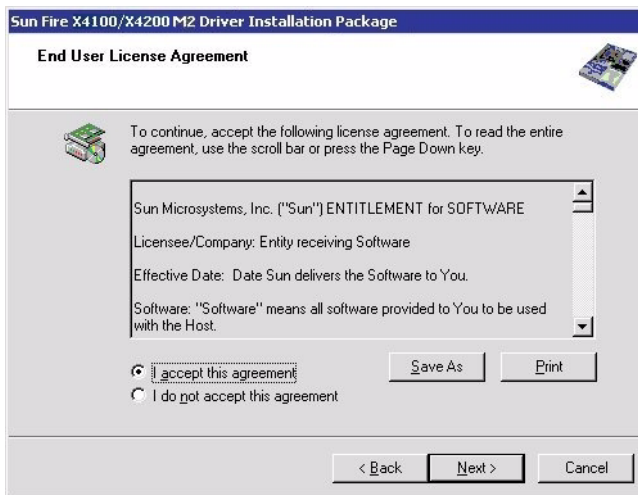 Sun Fire X4100/X4200 M2 Driver Installation Package
End User License Agreement
To continue, accept the following license agreement. To read the entire
agreement, use the scroll bar or press the Page Down key.
Sun Microsystems, Inc. ("Sun") ENTITLEMENT for SOFTWARE
Licensee/Company: Entity receiving Software
Effective Date: Date Sun delivers the Software to You.
Software: "Software" means all software provided to You to be used
with the Host.
I accept this agreement
Save As
Print
I do not accept this agreement
< Back
Next >
Cancel